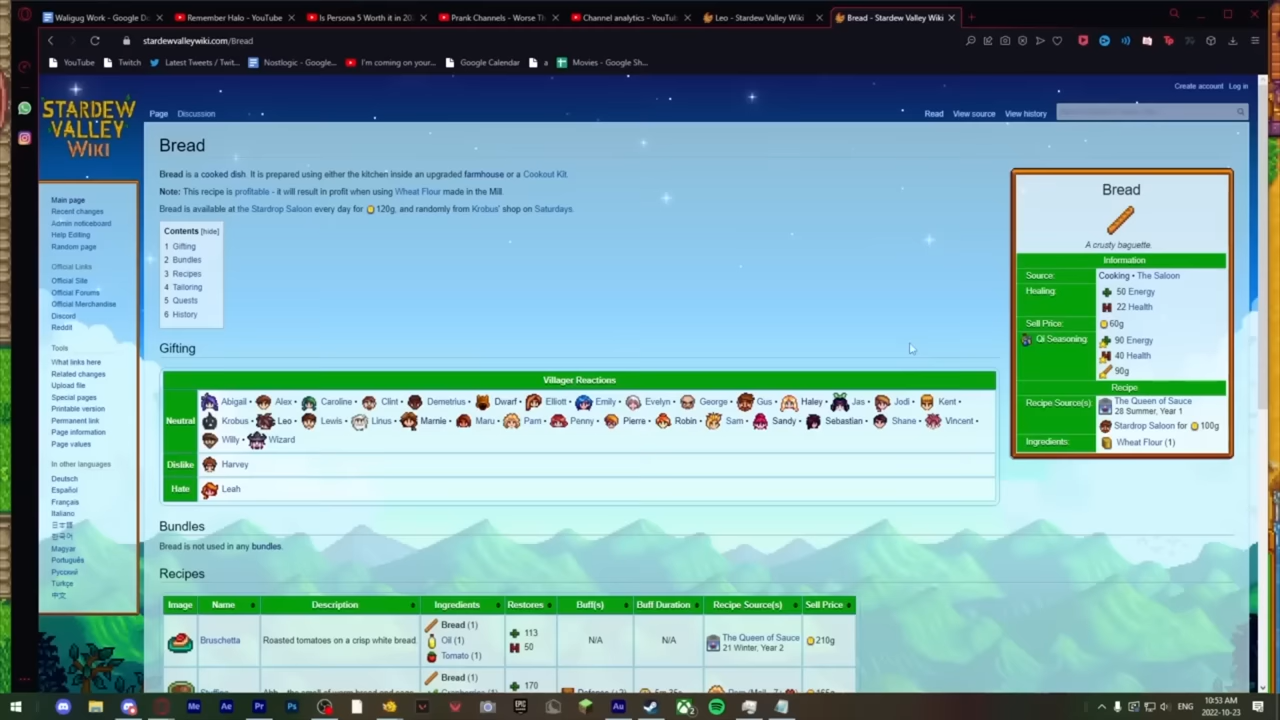 Waligug Work - Google D
Remember Halo - YouTube
Is Persona 5 Worth it in 20
Prank Channels - Worse Th
Channel analytics - YouTu
Leo - Stardew Valley Wiki
Bread - Stardew Valley Wiki
stardewvalleywiki.com/Bread
YouTube
Twitch
Latest Tweets / Twit...
Nostlogic - Google...
I'm coming on your...
Google Calendar
a
Movies - Google Sh...
Create account Log in
STARDEW
VALLEY
WIKI
Page Discussion
Read View source View history
Main page
Recent changes
Admin noticeboard
Help Editing
Random page
Official Links
Official Site
Official Forums
Official Merchandise
Discord
Reddit
Tools
What links here
Related changes
Upload file
Special pages
Printable version
Permanent link
Page information
Page values
In other languages
Deutsch
Español
Français
Italiano
日本語
한국어
Magyar
Português
Русский
Türkçe
中文
Bread
Bread is a cooked dish. It is prepared using either the kitchen inside an upgraded farmhouse or a Cookout Kit.
Note: This recipe is profitable - it will result in profit when using Wheat Flour made in the Mill.
Bread is available at the Stardrop Saloon every day for 120g, and randomly from Krobus' shop on Saturdays.
Contents [hide]
1 Gifting
2 Bundles
3 Recipes
4 Tailoring
5 Quests
6 History
Bread
A crusty baguette.
Information
Source: Cooking • The Saloon
Healing: 50 Energy
22 Health
Sell Price: 60g
Qi Seasoning: 90 Energy
40 Health
90g
Recipe
Recipe Source(s): The Queen of Sauce
28 Summer, Year 1
Stardrop Saloon for 100g
Ingredients: Wheat Flour (1)
Gifting
Villager Reactions
Neutral
Abigail • Alex • Caroline • Clint • Demetrius • Dwarf • Elliott • Emily • Evelyn • George • Gus • Haley • Jas • Jodi • Kent •
Krobus • Leo • Lewis • Linus • Marnie • Maru • Pam • Penny • Pierre • Robin • Sam • Sandy • Sebastian • Shane • Vincent •
Willy • Wizard
Dislike Harvey
Hate Leah
Bundles
Bread is not used in any bundles.
Recipes
Image Name Description Ingredients Restores Buff(s) Buff Duration Recipe Source(s) Sell Price
Bruschetta Roasted tomatoes on a crisp white bread. Bread (1) 113 N/A N/A The Queen of Sauce 210g
Oil (1) 50 21 Winter, Year 2
Tomato (1)
Bread (1)
170
Me Ae Pr Ps Au
10:53 AM
2022-10-23